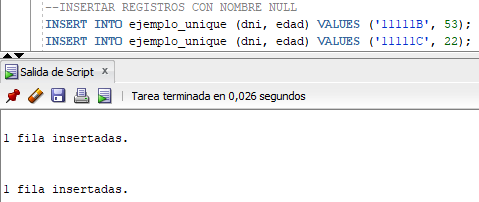 --INSERTAR REGISTROS CON NOMBRE NULL
INSERT INTO ejemplo_unique (dni, edad) VALUES ('11111B', 53);
INSERT INTO ejemplo_unique (dni, edad) VALUES ('11111C', 22);
Salida de Script x
Tarea terminada en 0,026 segundos
1 fila insertadas.
1 fila insertadas.